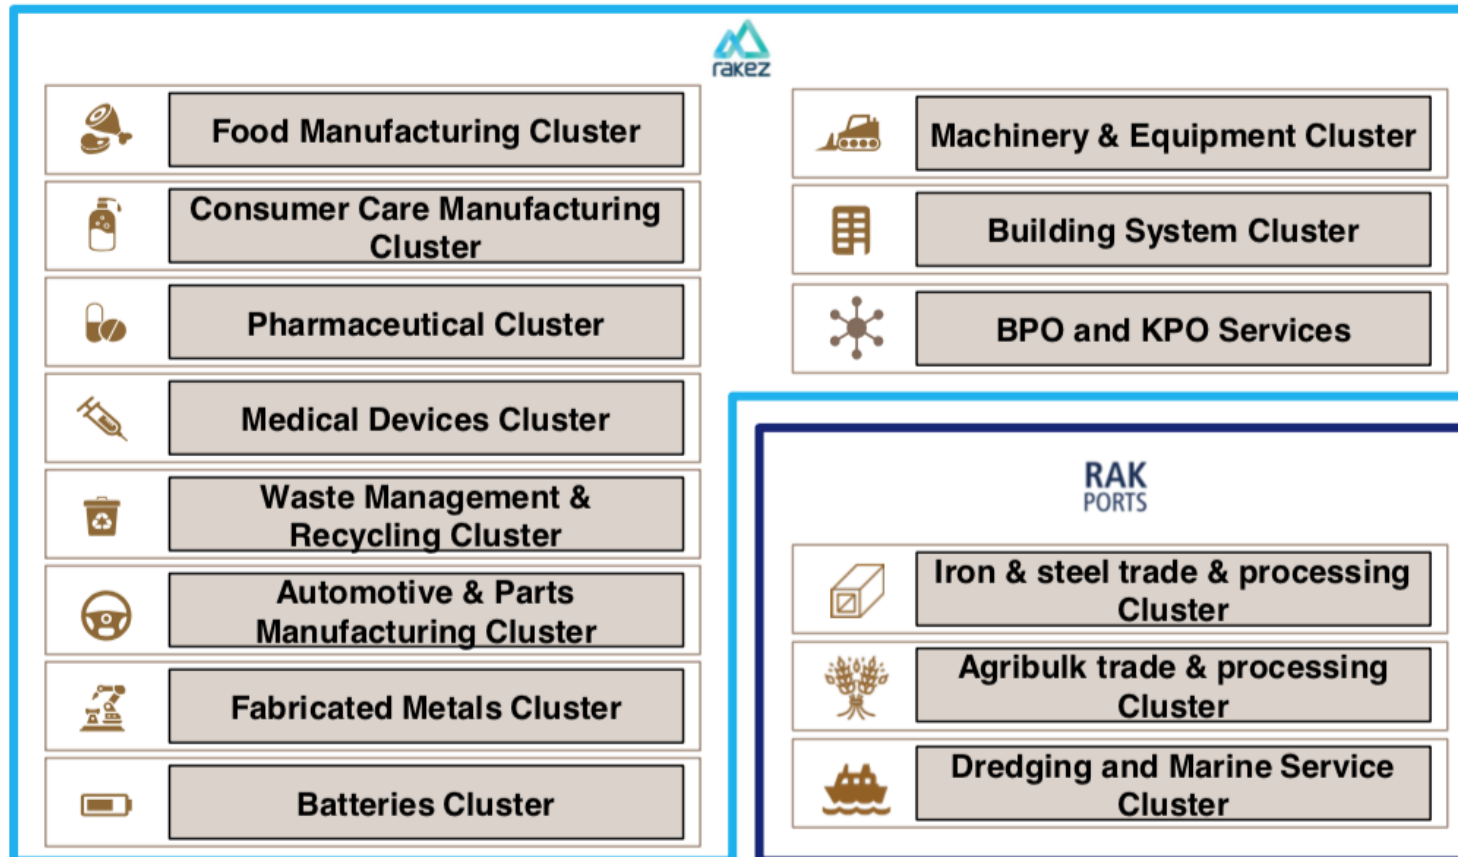 rakez
Food Manufacturing Cluster
Consumer Care Manufacturing
Cluster
Pharmaceutical Cluster
Medical Devices Cluster
Waste Management &
Recycling Cluster
Automotive & Parts
Manufacturing Cluster
Fabricated Metals Cluster
Batteries Cluster
Machinery & Equipment Cluster
Building System Cluster
BPO and KPO Services
RAK
PORTS
Iron & steel trade & processing
Cluster
Agribulk trade & processing
Cluster
Dredging and Marine Service
Cluster